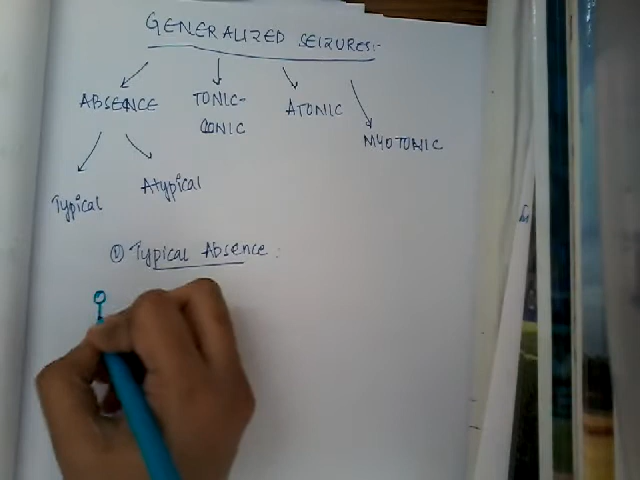 GENERALIZED SEIZURES:-
ABSENCE TONIC- ATONIC
CONIC MYOTONIC
Typical Atypical
① Typical Absence: